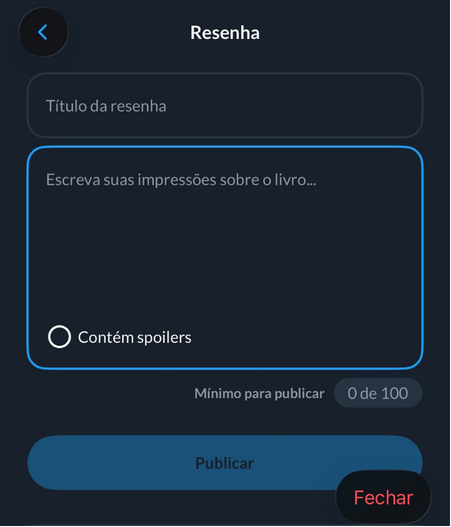 Resenha
Título da resenha
Escreva suas impressões sobre o livro...
Contém spoilers
Mínimo para publicar 0 de 100
Publicar
Fechar